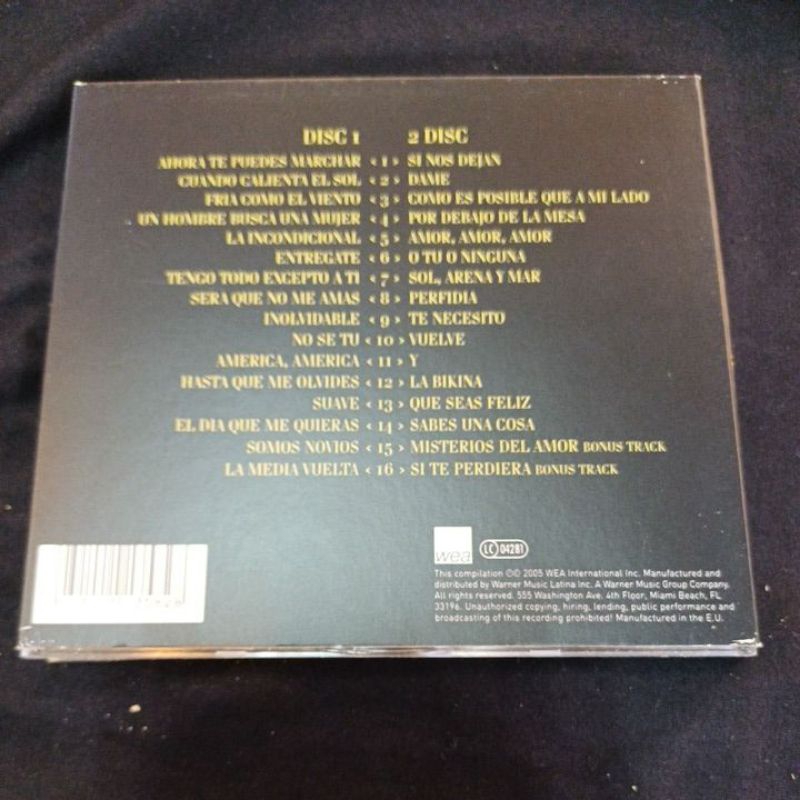 DISC 1 2 DISC
AHORA TE PUEDES MARCHAR < 1 > SI NOS DEJAN
CUANDO CALIENTA EL SOL < 2 > DAME
FRIA COMO EL VIENTO < 3 > COMO ES POSIBLE QUE A MI LADO
UN HOMBRE BUSCA UNA MUJER < 4 > POR DEBAJO DE LA MESA
LA INCONDICIONAL < 5 > AMOR, AMOR, AMOR
ENTREGATE < 6 > O TU O NINGUNA
TENGO TODO EXCEPTO A TI < 7 > SOL, ARENA Y MAR
SERA QUE NO ME AMAS < 8 > PERFIDIA
INOLVIDABLE < 9 > TE NECESITO
NO SE TU < 10 > VUELVE
AMERICA, AMERICA < 11 > Y
HASTA QUE ME OLVIDES < 12 > LA BIKINA
SUAVE < 13 > QUE SEAS FELIZ
EL DIA QUE ME QUIERAS < 14 > SABES UNA COSA
SOMOS NOVIOS < 15 > MISTERIOS DEL AMOR BONUS TRACK
LA MEDIA VUELTA < 16 > SI TE PERDIERA BONUS TRACK
wea LC 04281
This compilation ℗© 2005 WEA International Inc. Manufactured and
distributed by Warner Music Latina Inc. A Warner Music Group Company.
All rights reserved. 555 Washington Ave. 4th Floor, Miami Beach, FL
33196. Unauthorized copying, hiring, lending, public performance and
broadcasting of this recording prohibited! Manufactured in the E.U.